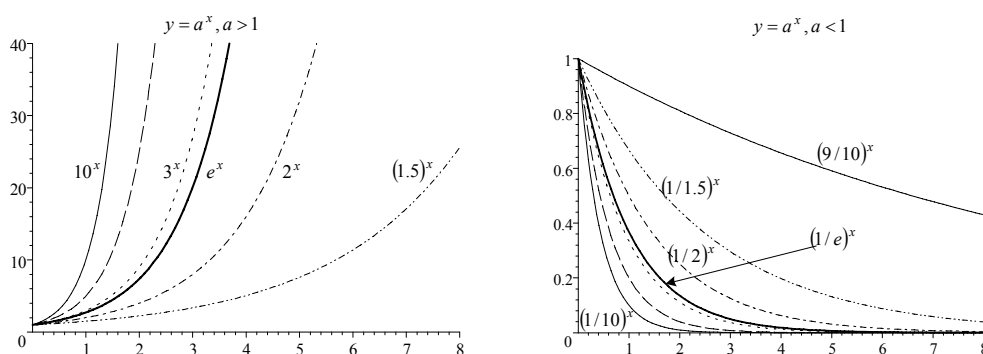 y = a^x, a > 1
40
30
20
10
10^x
3^x
e^x
2^x
(1.5)^x
1 2 3 4 5 6 7 8
y = a^x, a < 1
1
0.8
0.6
0.4
0.2
0
(9/10)^x
(1/1.5)^x
(1/2)^x
(1/e)^x
(1/10)^x
1 2 3 4 5 6 7 8